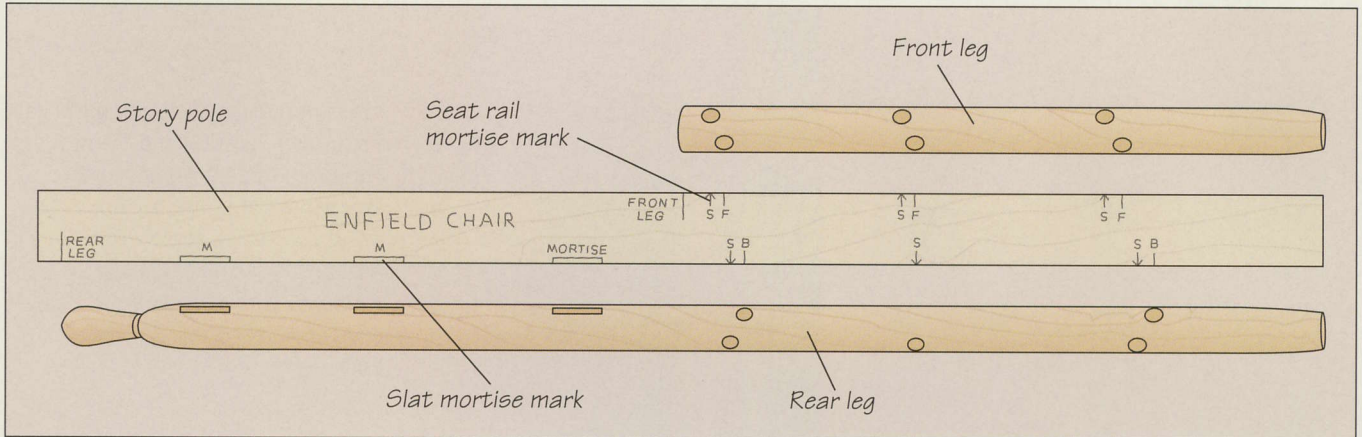 Front leg
Story pole
Seat rail
mortise mark
ENFIELD CHAIR
FRONT
LEG
S F
S F
S F
REAR
LEG
M
M
MORTISE
S B
S
S B
Slat mortise mark
Rear leg